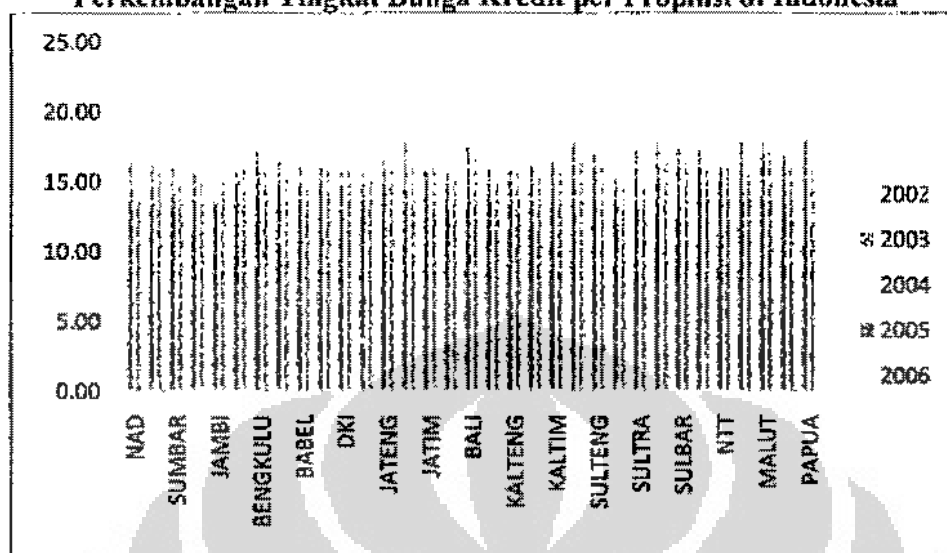 Perkembangan Tingkat Bunga Kredit per Propinsi di Indonesia
25.00
20.00
15.00
10.00
5.00
0.00
2002
2003
2004
2005
2006
NAD
SUMBAR
JAMBI
BENGKULU
BABEL
DKI
JATENG
JATIM
BALI
KALTENG
KALTIM
SULTENG
SULTRA
SULBAR
NTT
MALUT
PAPUA